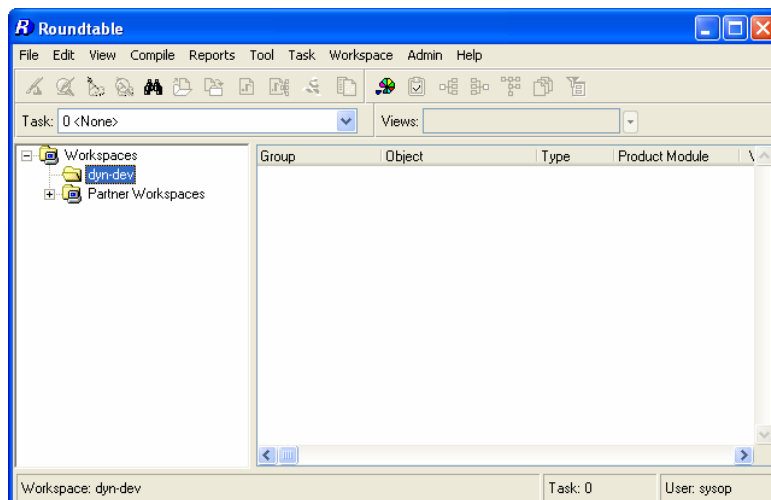 Roundtable
File Edit View Compile Reports Tool Task Workspace Admin Help
Task: 0 <None> Views:
Workspaces
dyn-dev
Partner Workspaces
Group Object Type Product Module
Workspace: dyn-dev Task: 0 User: sysop